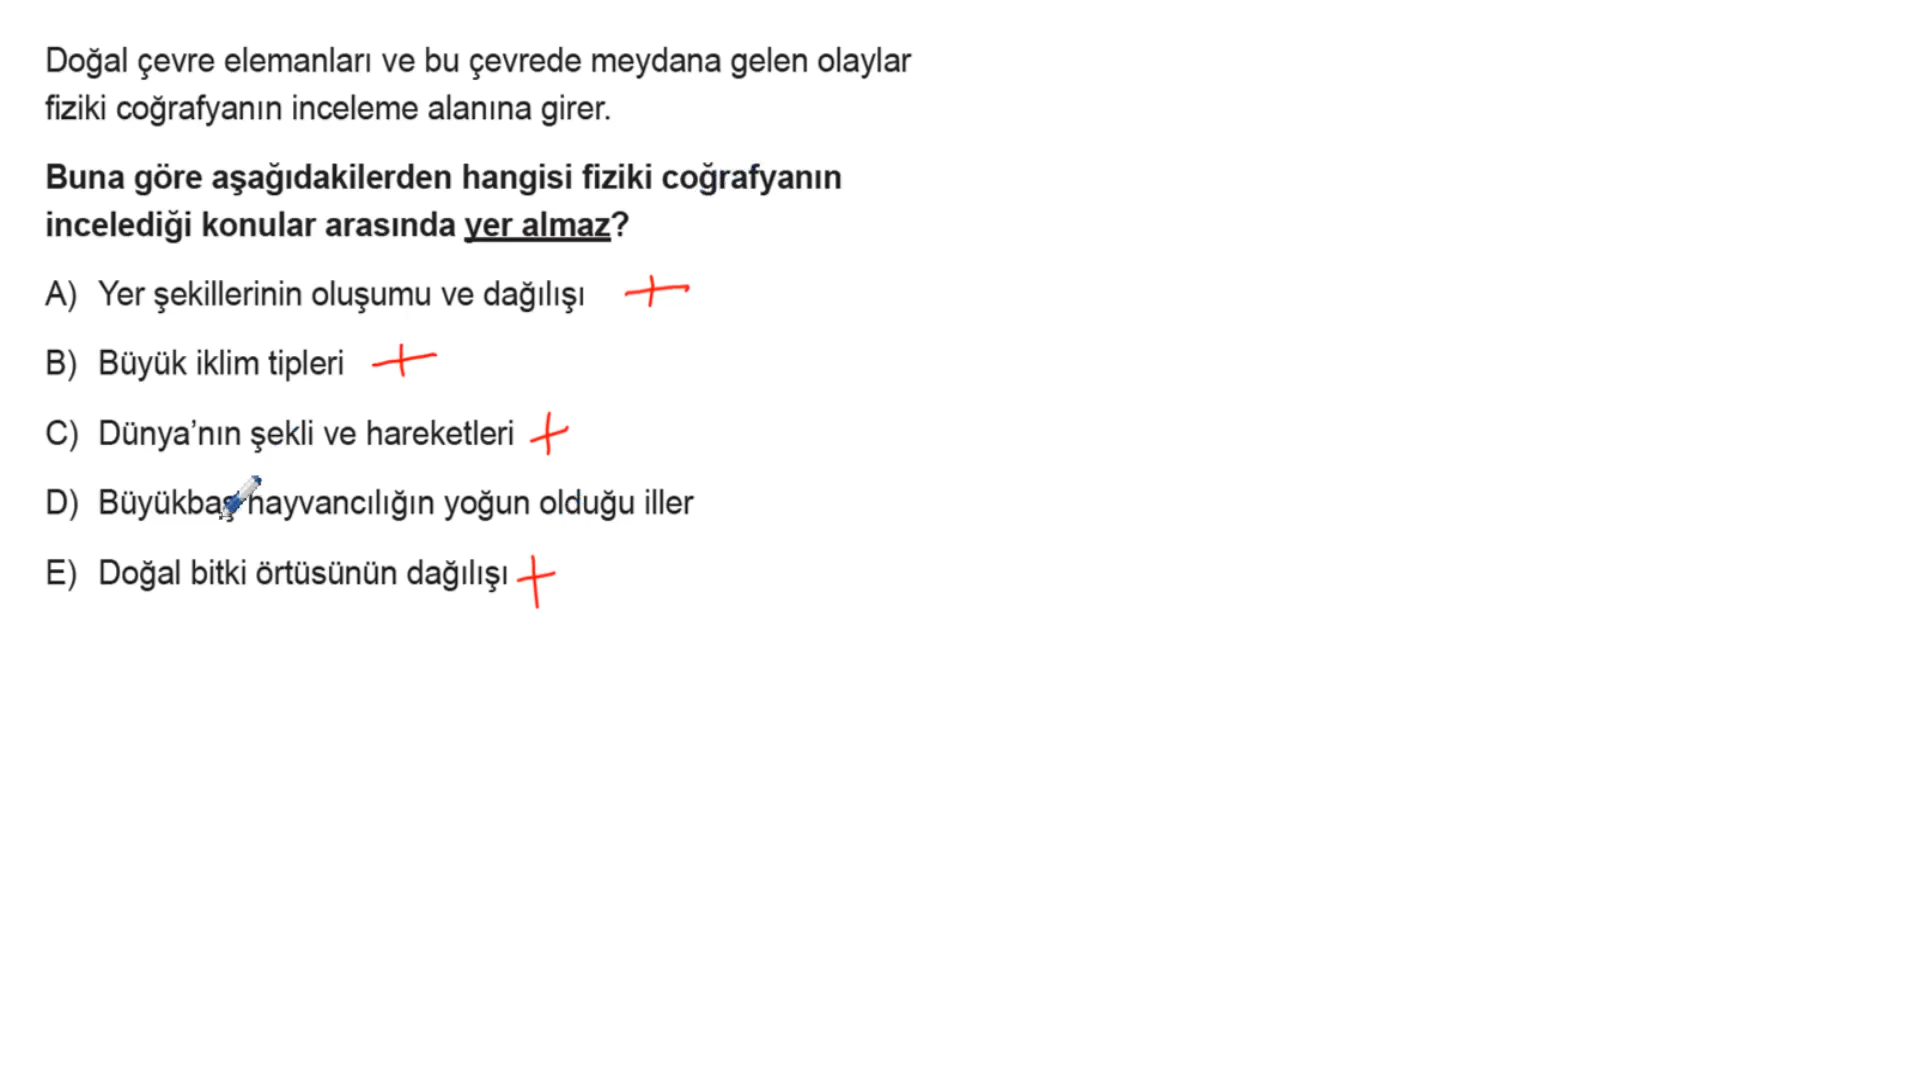 Doğal çevre elemanları ve bu çevrede meydana gelen olaylar
fiziki coğrafyanın inceleme alanına girer.
Buna göre aşağıdakilerden hangisi fiziki coğrafyanın
incelediği konular arasında yer almaz?
A) Yer şekillerinin oluşumu ve dağılışı +
B) Büyük iklim tipleri +
C) Dünya’nın şekli ve hareketleri +
D) Büyükbaş hayvancılığın yoğun olduğu iller
E) Doğal bitki örtüsünün dağılışı +